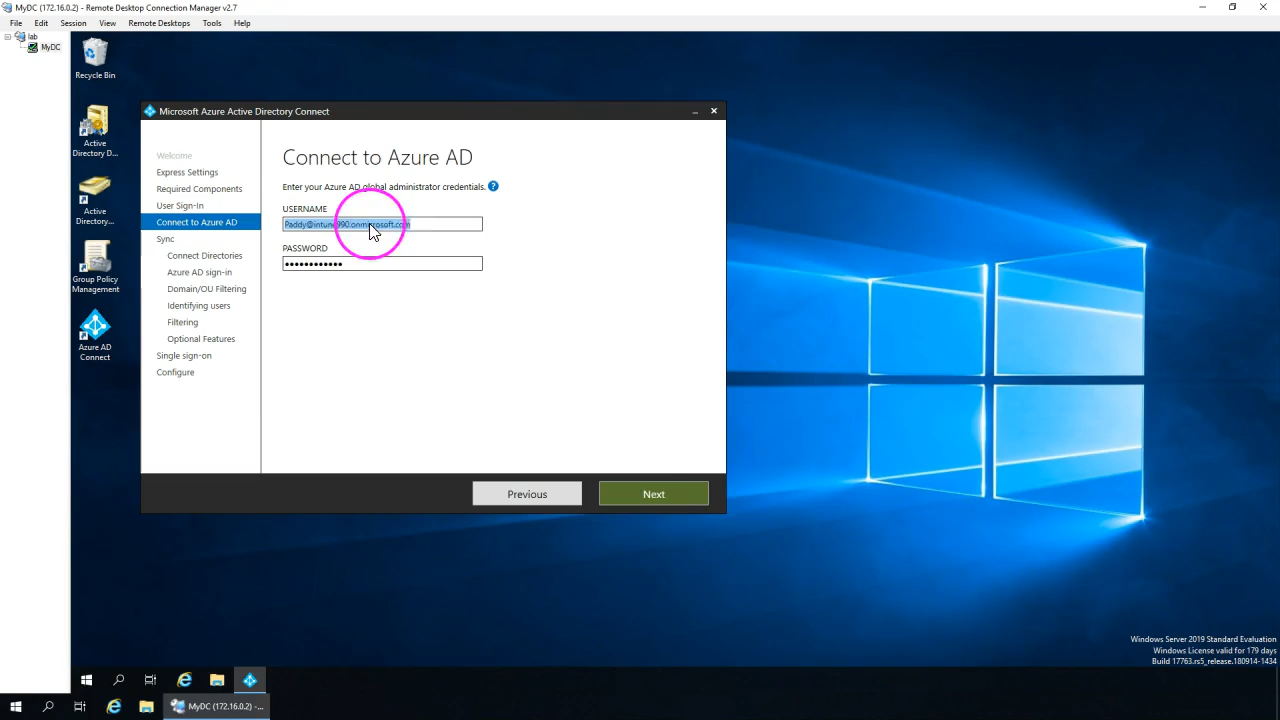 MyDC (172.16.0.2) - Remote Desktop Connection Manager v2.7
File Edit Session View Remote Desktops Tools Help
lab
MyDC
Recycle Bin
Active
Directory D...
Active
Directory...
Group Policy
Management
Azure AD
Connect
Microsoft Azure Active Directory Connect
Welcome
Express Settings
Required Components
User Sign-In
Connect to Azure AD
Sync
Connect Directories
Azure AD sign-in
Domain/OU Filtering
Identifying users
Filtering
Optional Features
Single sign-on
Configure
Connect to Azure AD
Enter your Azure AD global administrator credentials. ?
USERNAME
Paddy@intune990.onmicrosoft.com
PASSWORD
••••••••••••
Previous
Next
Windows Server 2019 Standard Evaluation
Windows License valid for 179 days
Build 17763.rs5_release.180914-1434
MyDC (172.16.0.2) -...